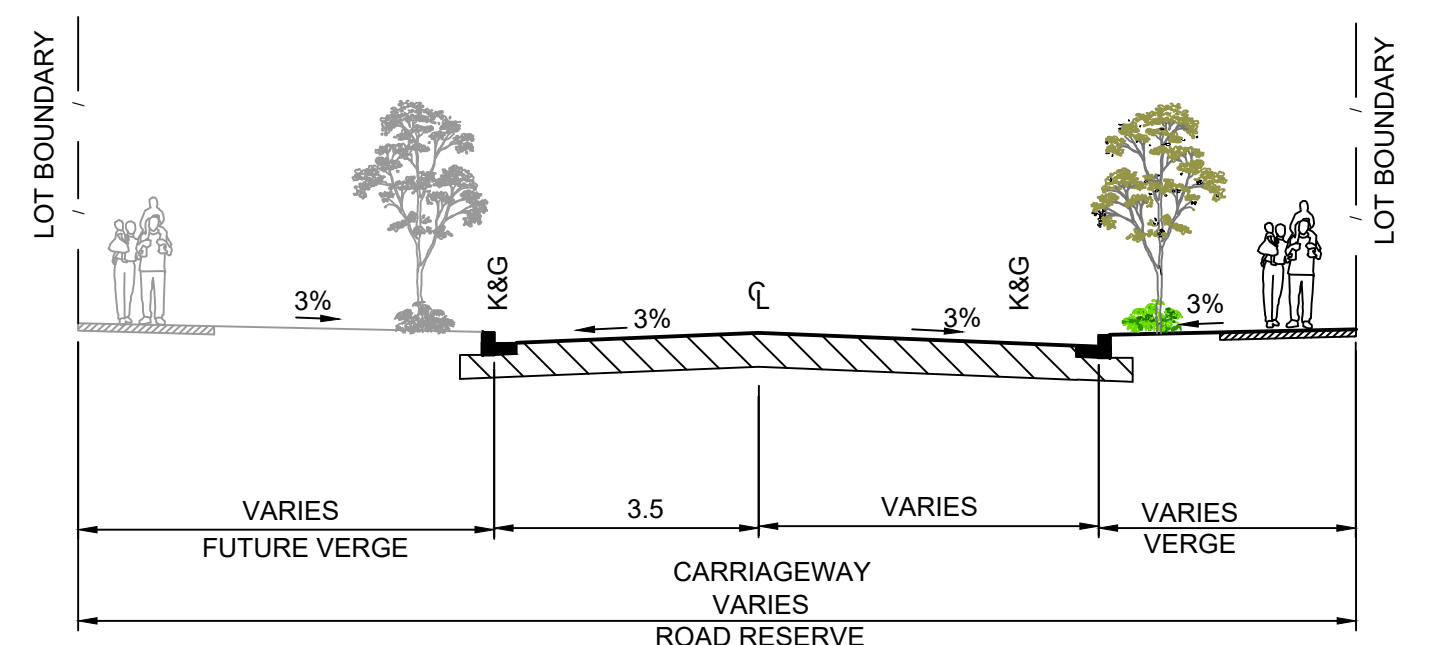 LOT BOUNDARY
LOT BOUNDARY
K&G
℄
K&G
3%
3%
3%
3%
VARIES
3.5
VARIES
VARIES
FUTURE VERGE
VERGE
CARRIAGEWAY
VARIES
ROAD RESERVE